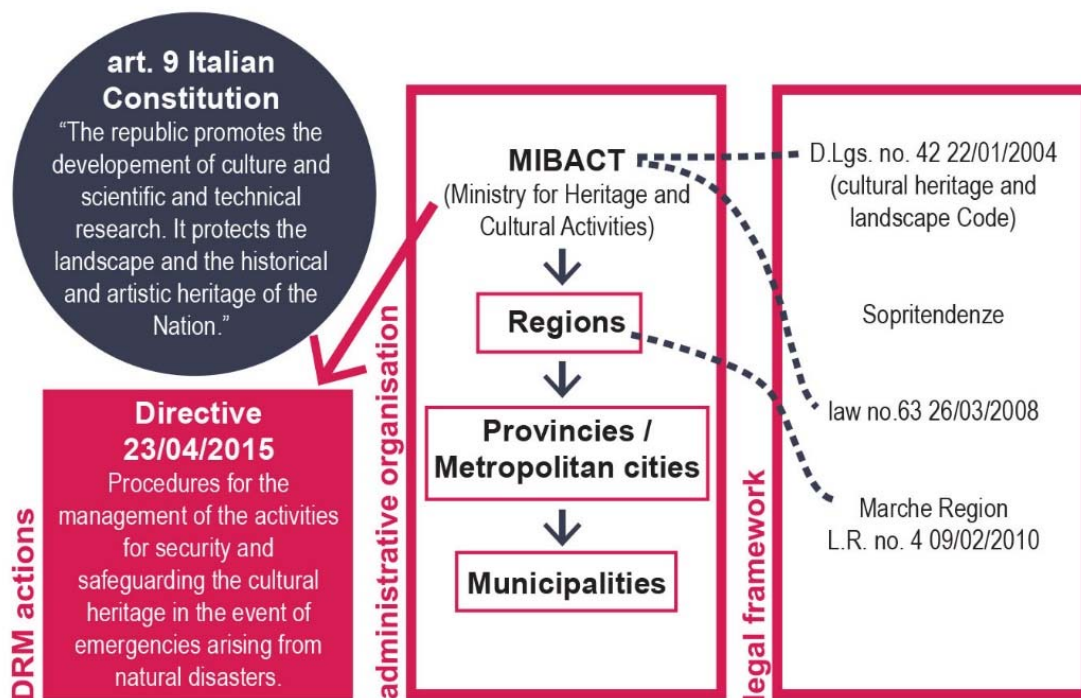 art. 9 Italian
Constitution
“The republic promotes the
developement of culture and
scientific and technical
research. It protects the
landscape and the historical
and artistic heritage of the
Nation.”
DRM actions
Directive
23/04/2015
Procedures for the
management of the activities
for security and
safeguarding the cultural
heritage in the event of
emergencies arising from
natural disasters.
administrative organisation
MIBACT
(Ministry for Heritage and
Cultural Activities)
Regions
Provincies /
Metropolitan cities
Municipalities
legal framework
D.Lgs. no. 42 22/01/2004
(cultural heritage and
landscape Code)
Sopritendenze
law no.63 26/03/2008
Marche Region
L.R. no. 4 09/02/2010